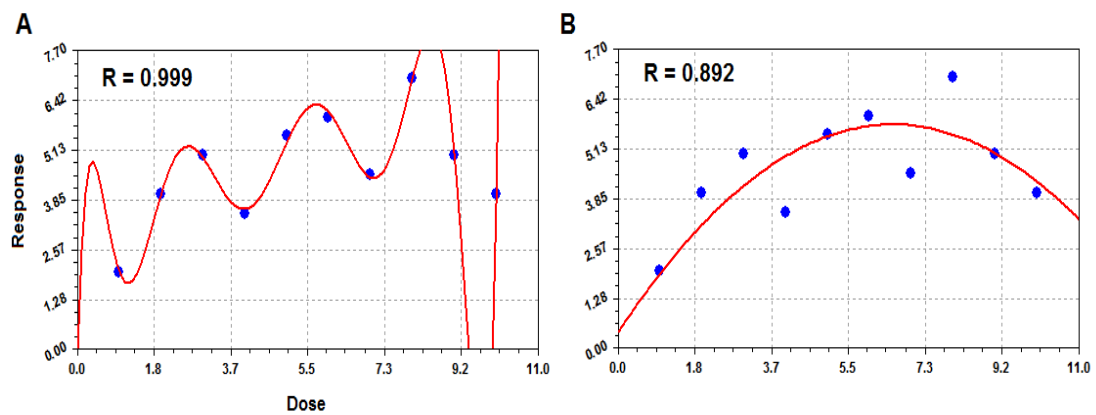 A
B
R = 0.999
R = 0.892
Response
7.70
6.42
5.13
3.85
2.57
1.28
0.00
0.0 1.8 3.7 5.5 7.3 9.2 11.0
Dose
7.70
6.42
5.13
3.85
2.57
1.28
0.00
0.0 1.8 3.7 5.5 7.3 9.2 11.0